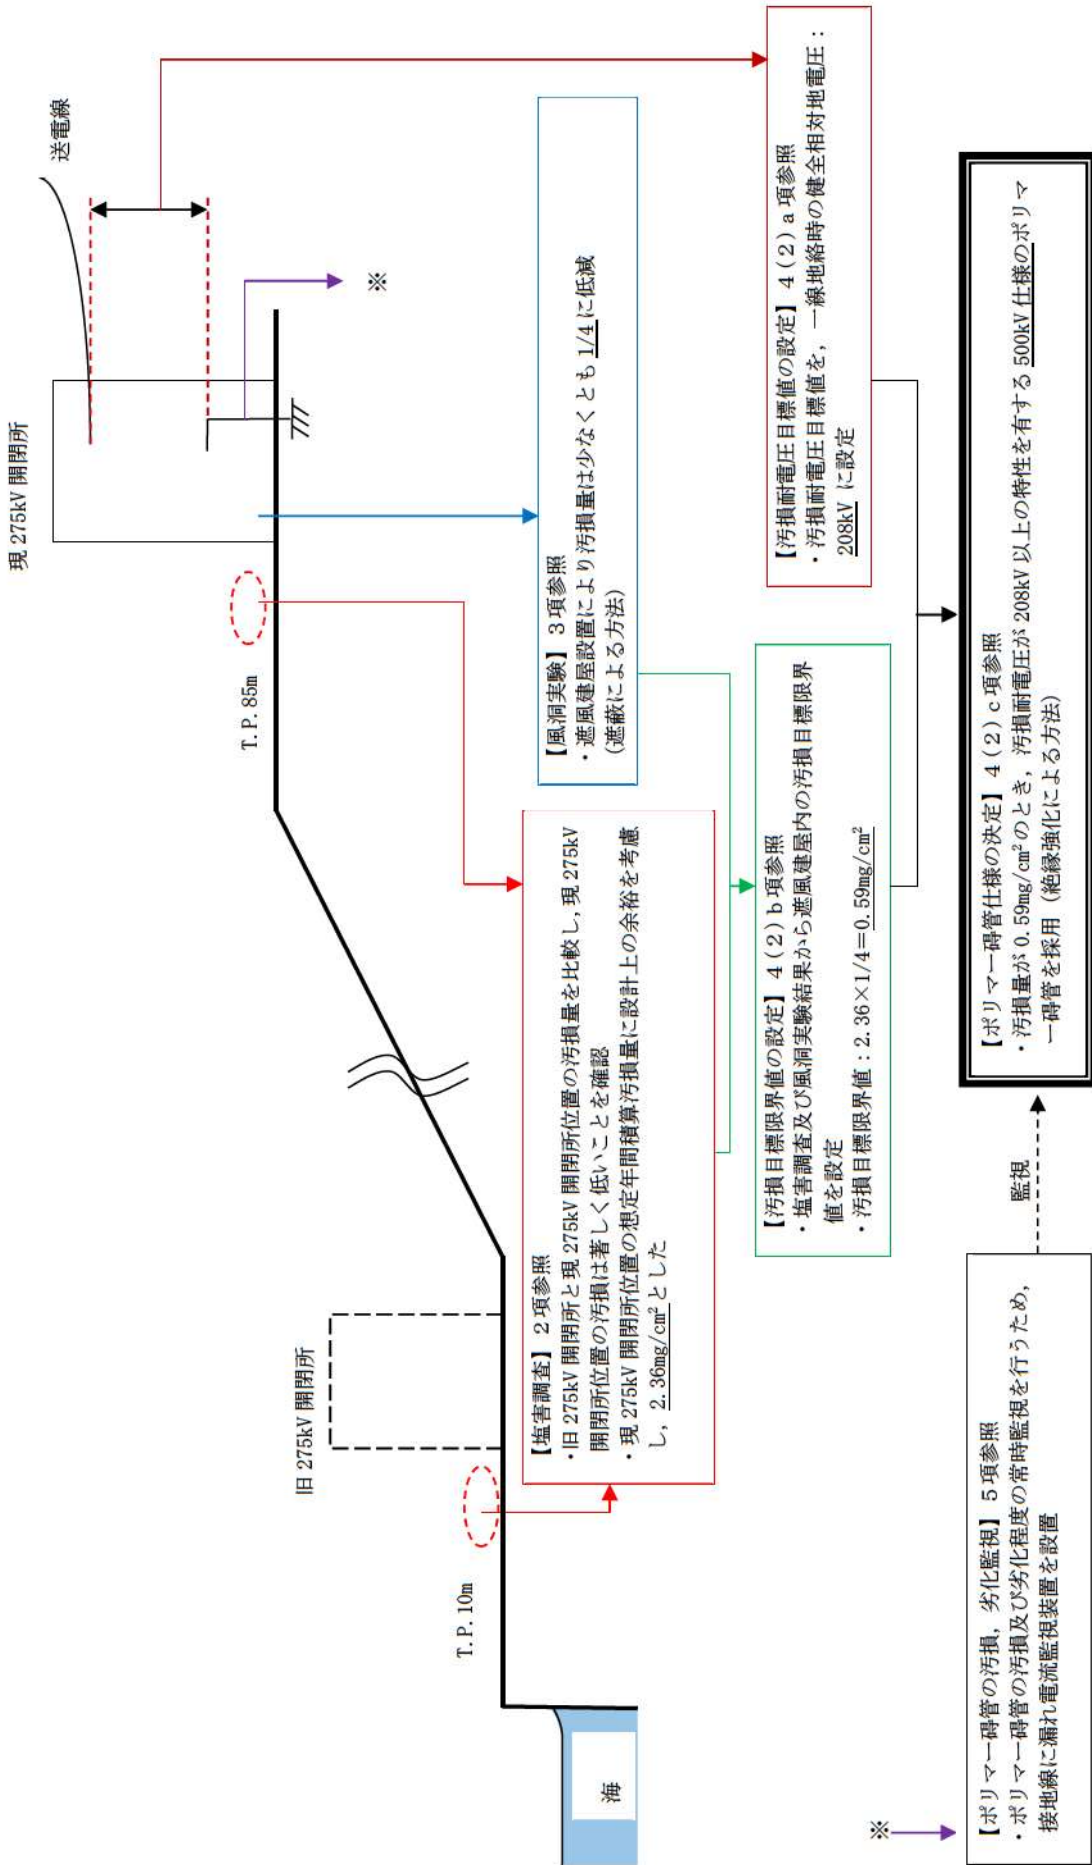 現 275kV 開閉所
送電線
※
T.P. 85m
旧 275kV 開閉所
T.P. 10m
海
【塩害調査】２項参照
・旧 275kV 開閉所と現 275kV 開閉所位置の汚損量を比較し，現 275kV
開閉所位置の汚損は著しく低いことを確認
・現 275kV 開閉所位置の想定年間積算汚損量に設計上の余裕を考慮
し，2.36mg/cm²とした
【風洞実験】３項参照
・遮風建屋設置により汚損量は少なくとも 1/4 に低減
(遮蔽による方法)
【汚損目標限界値の設定】４(２)ｂ項参照
・塩害調査及び風洞実験結果から遮風建屋内の汚損目標限界
値を設定
・汚損目標限界値：2.36×1/4=0.59mg/cm²
【汚損耐電圧目標値の設定】４(２)ａ項参照
・汚損耐電圧目標値を，一線地絡時の健全相対地電圧：
208kV に設定
※
【ポリマー碍管の汚損，劣化監視】５項参照
・ポリマー碍管の汚損及び劣化程度の常時監視を行うため，
接地線に漏れ電流監視装置を設置
監視
【ポリマー碍管仕様の決定】４(２)ｃ項参照
・汚損量が 0.59mg/cm²のとき，汚損耐電圧が 208kV 以上の特性を有する 500kV 仕様のポリマ
ー碍管を採用（絶縁強化による方法）